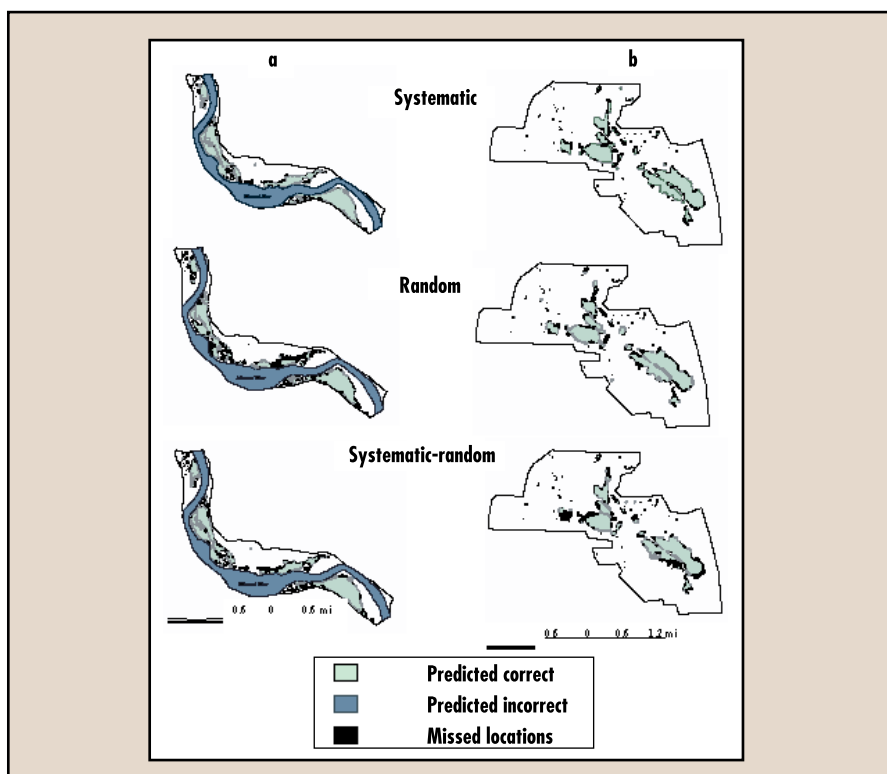 a b
Systematic
Random
Systematic-random
0.6 0 0.6 mi
0.6 0 0.6 1.2 mi
Predicted correct
Predicted incorrect
Missed locations